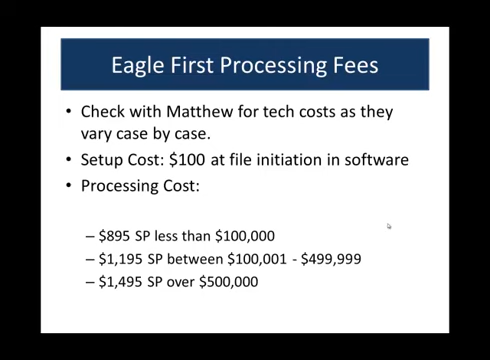 Eagle First Processing Fees
• Check with Matthew for tech costs as they
vary case by case.
• Setup Cost: $100 at file initiation in software
• Processing Cost:
– $895 SP less than $100,000
– $1,195 SP between $100,001 - $499,999
– $1,495 SP over $500,000